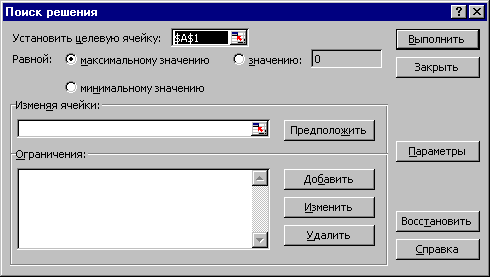 Поиск решения
Установить целевую ячейку: $A$1
Равной: максимальному значению значению: 0
минимальному значению
Изменяя ячейки:
Предположить
Ограничения:
Добавить
Изменить
Удалить
Выполнить
Закрыть
Параметры
Восстановить
Справка